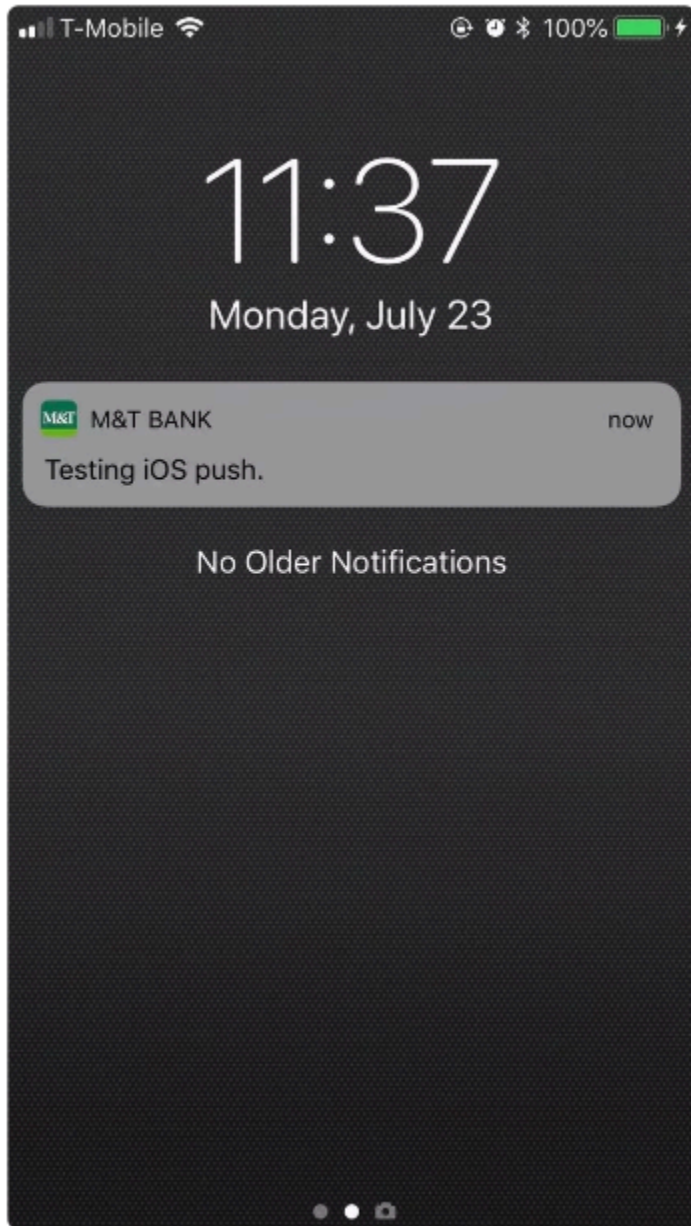 T-Mobile 100%
11:37
Monday, July 23
M&T M&T BANK now
Testing iOS push.
No Older Notifications